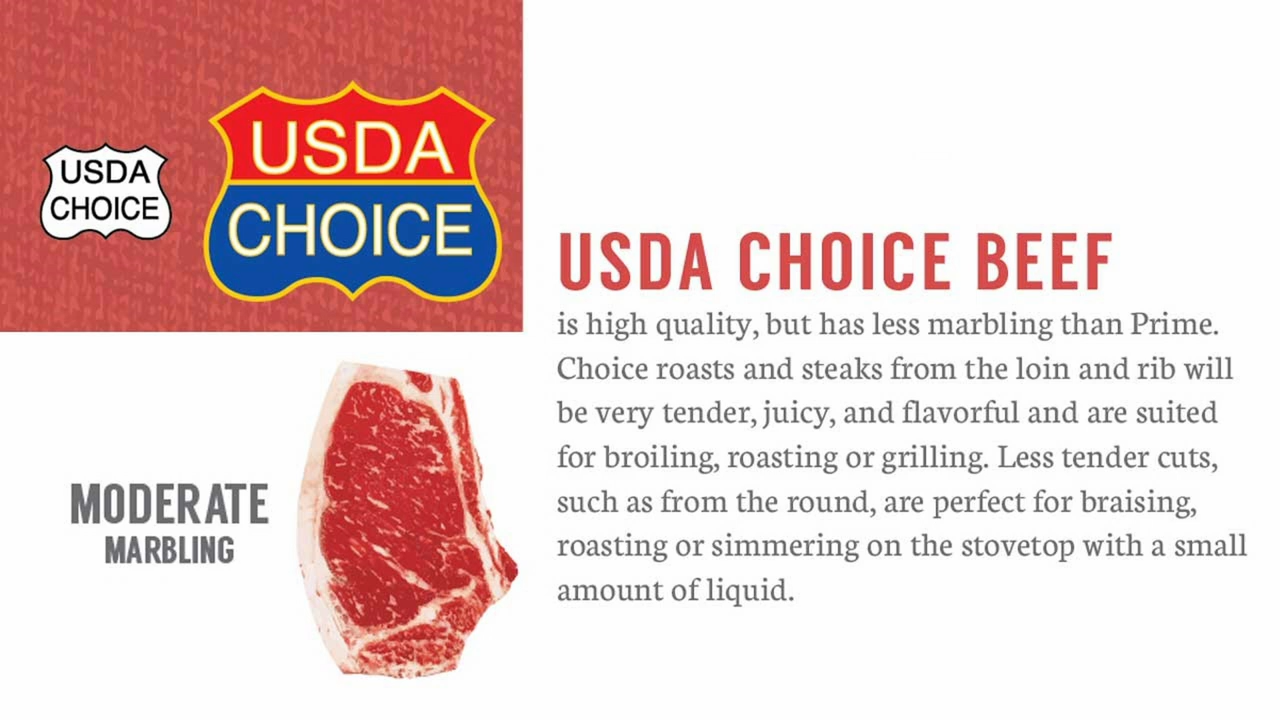 USDA
CHOICE
USDA
CHOICE
USDA CHOICE BEEF
is high quality, but has less marbling than Prime.
Choice roasts and steaks from the loin and rib will
be very tender, juicy, and flavorful and are suited
for broiling, roasting or grilling. Less tender cuts,
such as from the round, are perfect for braising,
roasting or simmering on the stovetop with a small
amount of liquid.
MODERATE
MARBLING